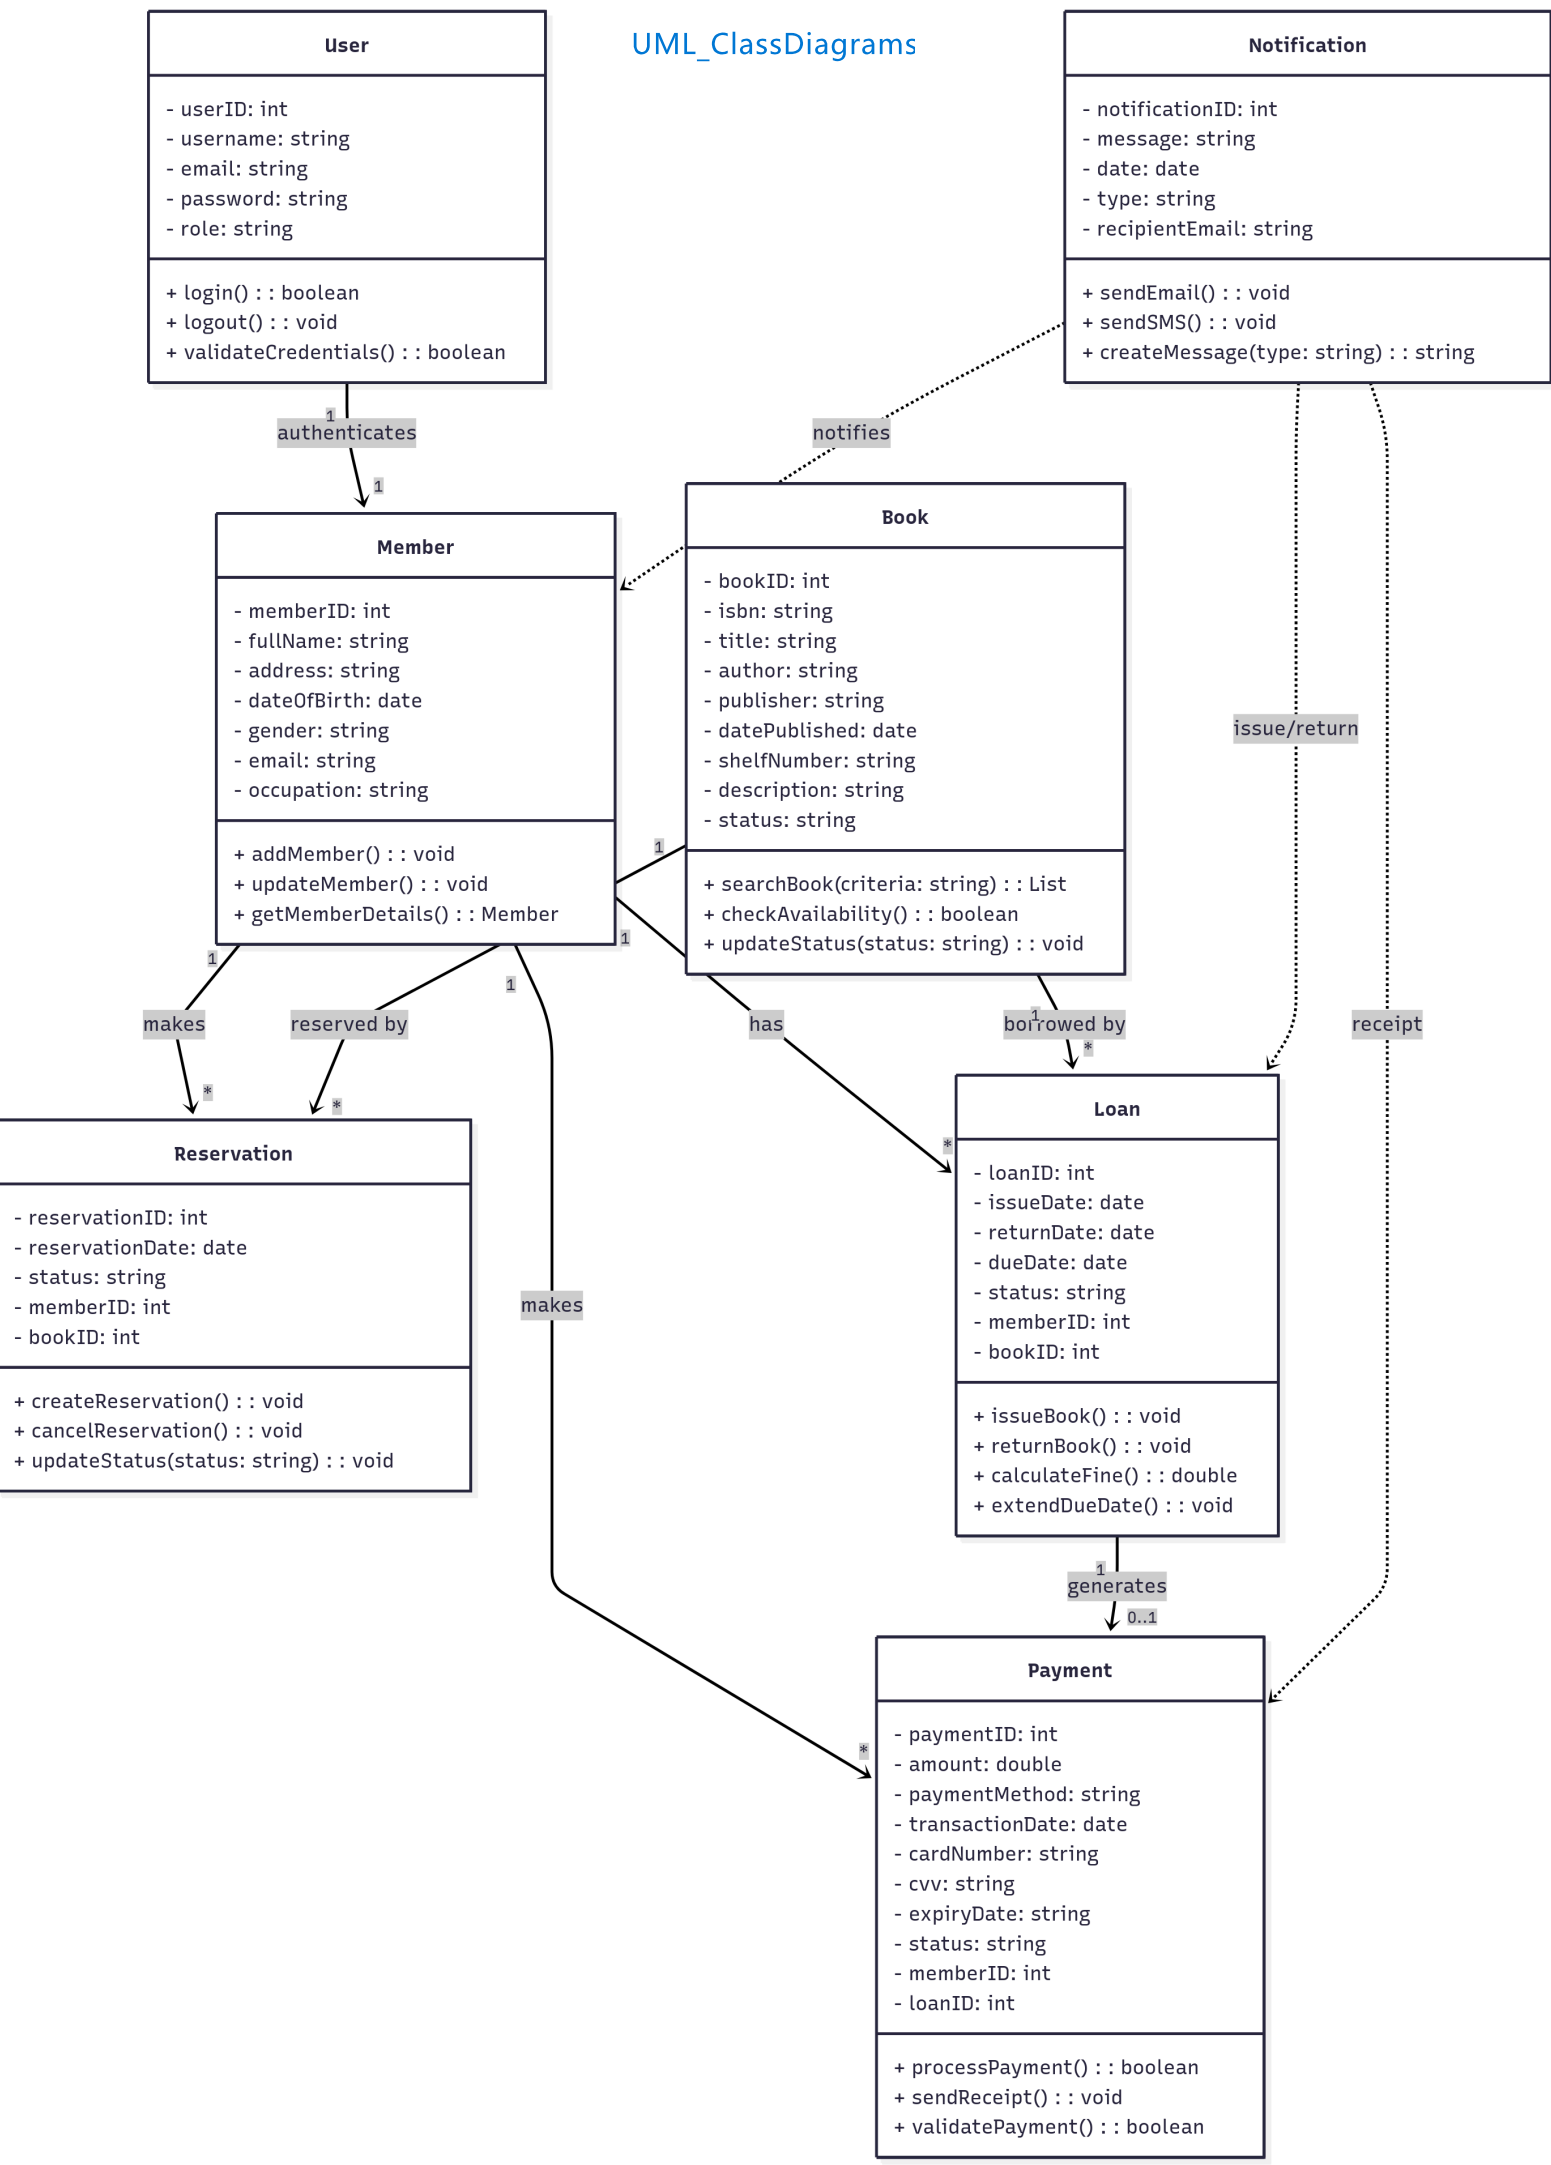 UML_ClassDiagrams
User
- userID: int
- username: string
- email: string
- password: string
- role: string
+ login() : : boolean
+ logout() : : void
+ validateCredentials() : : boolean
Notification
- notificationID: int
- message: string
- date: date
- type: string
- recipientEmail: string
+ sendEmail() : : void
+ sendSMS() : : void
+ createMessage(type: string) : : string
1
authenticates
1
notifies
Member
- memberID: int
- fullName: string
- address: string
- dateOfBirth: date
- gender: string
- email: string
- occupation: string
+ addMember() : : void
+ updateMember() : : void
+ getMemberDetails() : : Member
Book
- bookID: int
- isbn: string
- title: string
- author: string
- publisher: string
- datePublished: date
- shelfNumber: string
- description: string
- status: string
+ searchBook(criteria: string) : : List
+ checkAvailability() : : boolean
+ updateStatus(status: string) : : void
issue/return
1
1
1
1
makes
reserved by
has
1
borrowed by
receipt
*
*
*
*
Reservation
- reservationID: int
- reservationDate: date
- status: string
- memberID: int
- bookID: int
+ createReservation() : : void
+ cancelReservation() : : void
+ updateStatus(status: string) : : void
makes
Loan
- loanID: int
- issueDate: date
- returnDate: date
- dueDate: date
- status: string
- memberID: int
- bookID: int
+ issueBook() : : void
+ returnBook() : : void
+ calculateFine() : : double
+ extendDueDate() : : void
1
generates
0..1
*
Payment
- paymentID: int
- amount: double
- paymentMethod: string
- transactionDate: date
- cardNumber: string
- cvv: string
- expiryDate: string
- status: string
- memberID: int
- loanID: int
+ processPayment() : : boolean
+ sendReceipt() : : void
+ validatePayment() : : boolean